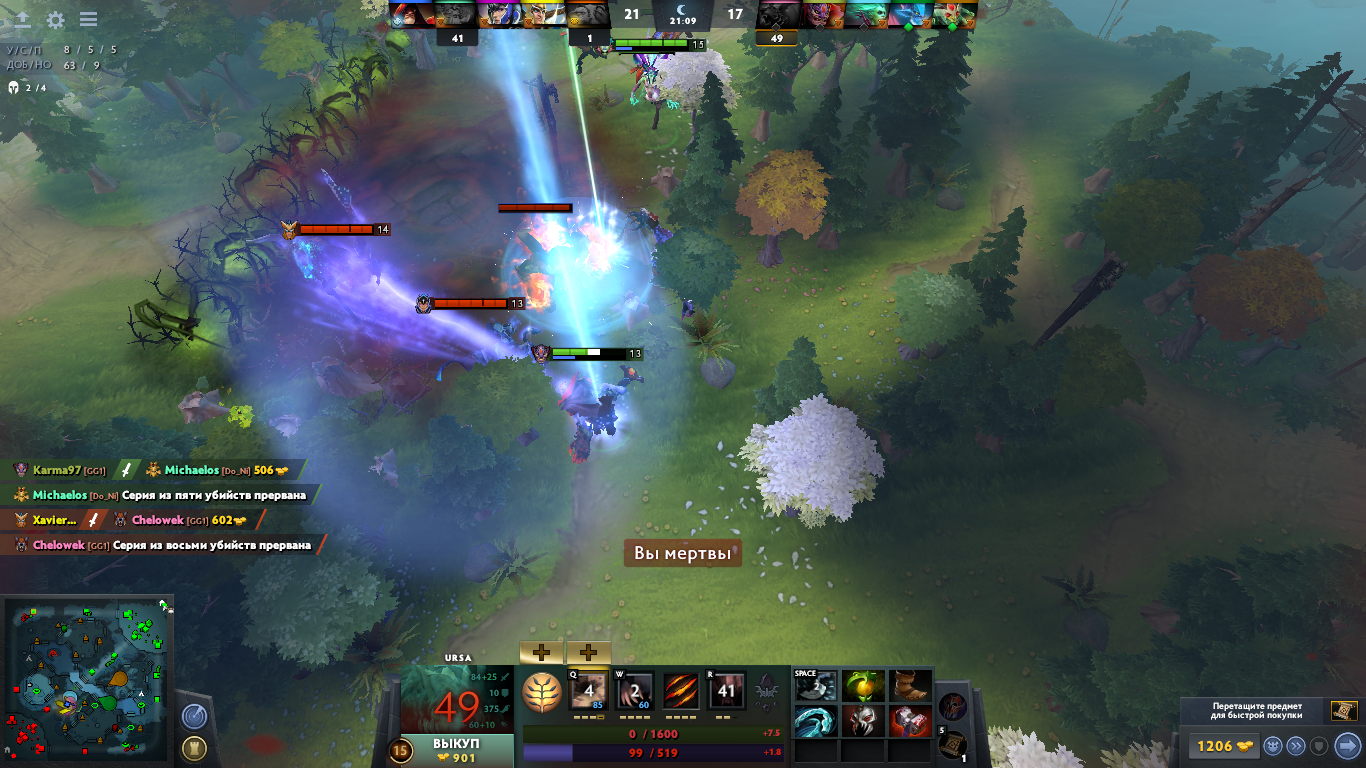 21 21:09 17
41 1 49
15
У/С/П 8 / 5 / 5
ДОБ/НО 63 / 9
2 /4
14
13
13
Karma97 [GG1] Michaelos [Do_Ni] 506
Michaelos [Do_Ni] Серия из пяти убийств прервана
Xavier... Chelowek [GG1] 602
Chelowek [GG1] Серия из восьми убийств прервана
Вы мертвы
URSA
84+25
10
375
60+10
49
15 ВЫКУП
901
Q 4 85
W 2 60
R 41
0 / 1600 +7.5
99 / 519 +1.8
SPACE 2
5
1
Перетащите предмет
для быстрой покупки
1206